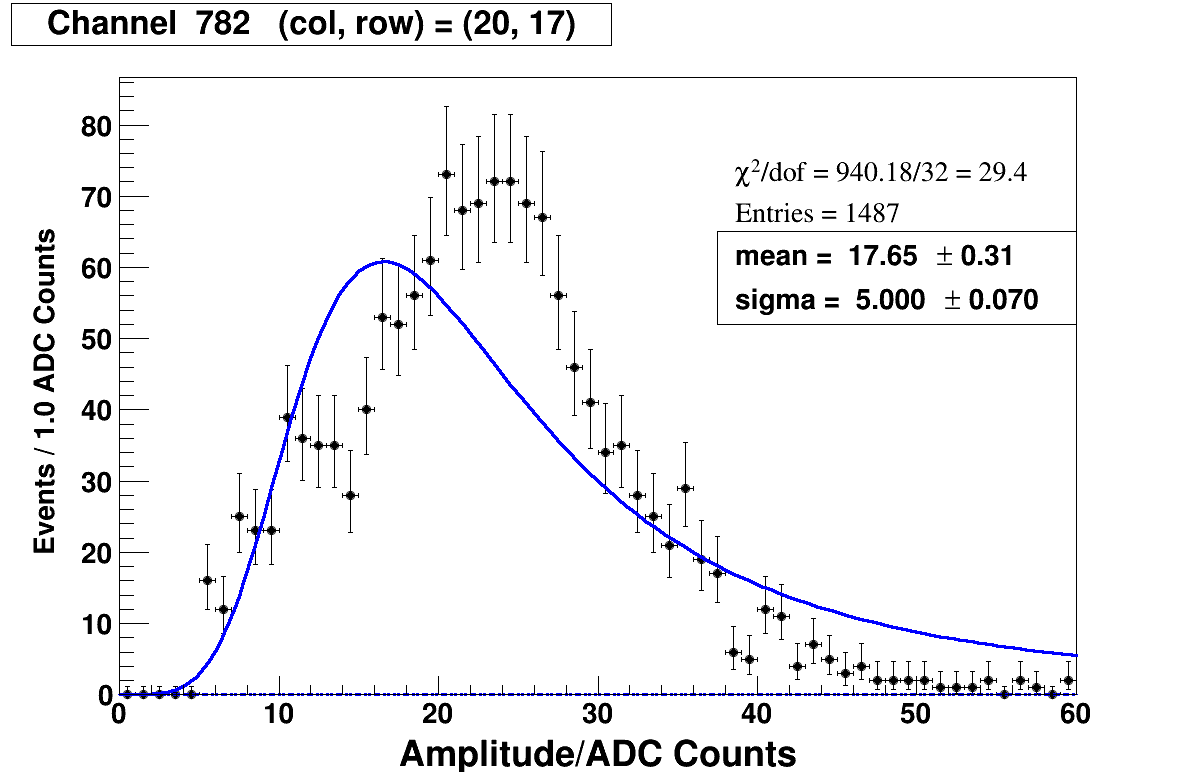 Channel 782 (col, row) = (20, 17)
χ²/dof = 940.18/32 = 29.4
Entries = 1487
mean = 17.65 ± 0.31
sigma = 5.000 ± 0.070
Events / 1.0 ADC Counts
80
70
60
50
40
30
20
10
0
0 10 20 30 40 50 60
Amplitude/ADC Counts